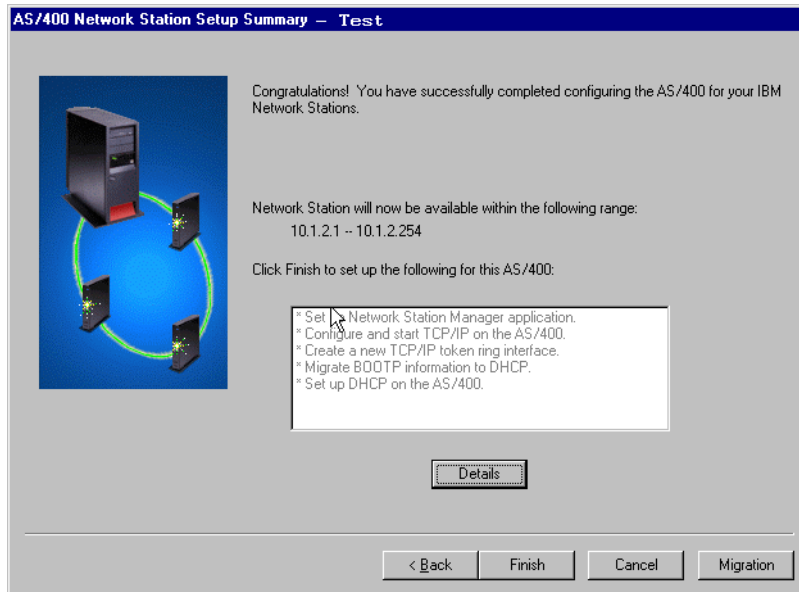 AS/400 Network Station Setup Summary – Test
Congratulations! You have successfully completed configuring the AS/400 for your IBM
Network Stations.
Network Station will now be available within the following range:
10.1.2.1 -- 10.1.2.254
Click Finish to set up the following for this AS/400:
* Set Network Station Manager application.
* Configure and start TCP/IP on the AS/400.
* Create a new TCP/IP token ring interface.
* Migrate BOOTP information to DHCP.
* Set up DHCP on the AS/400.
Details
< Back
Finish
Cancel
Migration